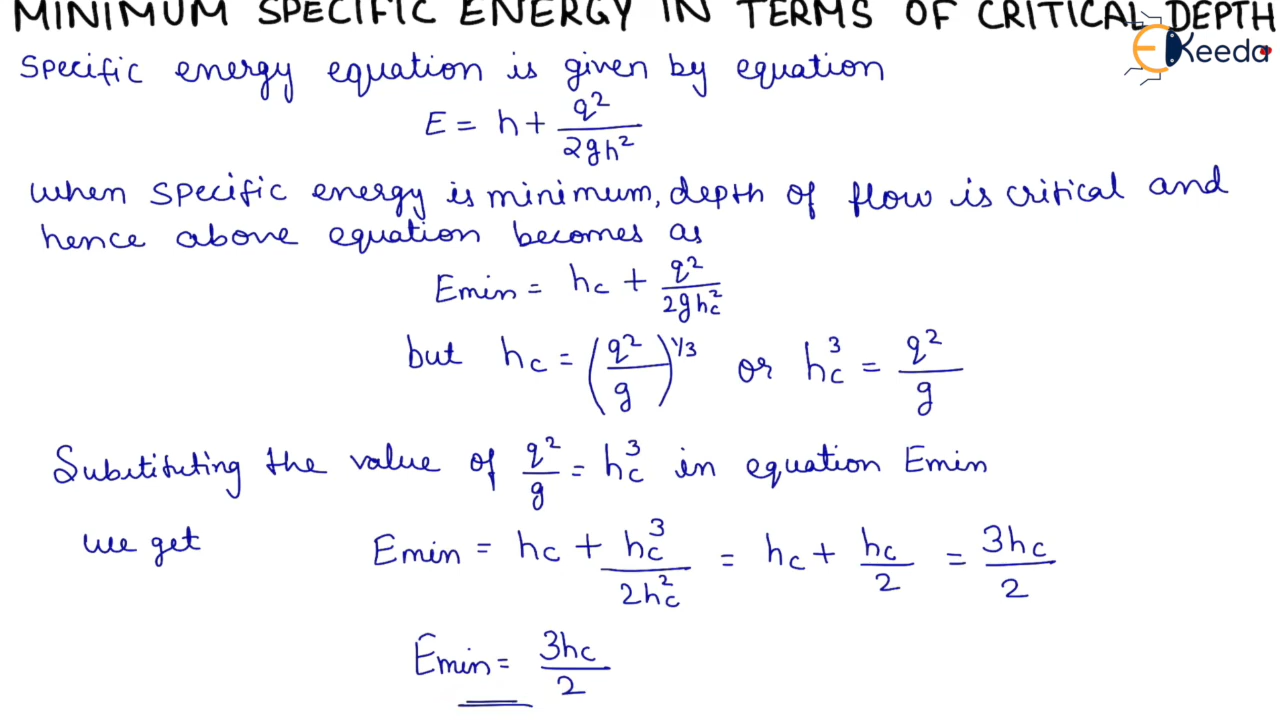 MINIMUM SPECIFIC ENERGY IN TERMS OF CRITICAL DEPTH
EKeeda
Specific energy equation is given by equation
E = h + q²/2gh²
when specific energy is minimum, depth of flow is critical and
hence above equation becomes as
Emin = hc + q²/2ghc²
but hc = (q²/g)^1/3 or hc³ = q²/g
Substituting the value of q²/g = hc³ in equation Emin
we get Emin = hc + hc³/2hc² = hc + hc/2 = 3hc/2
Emin = 3hc/2